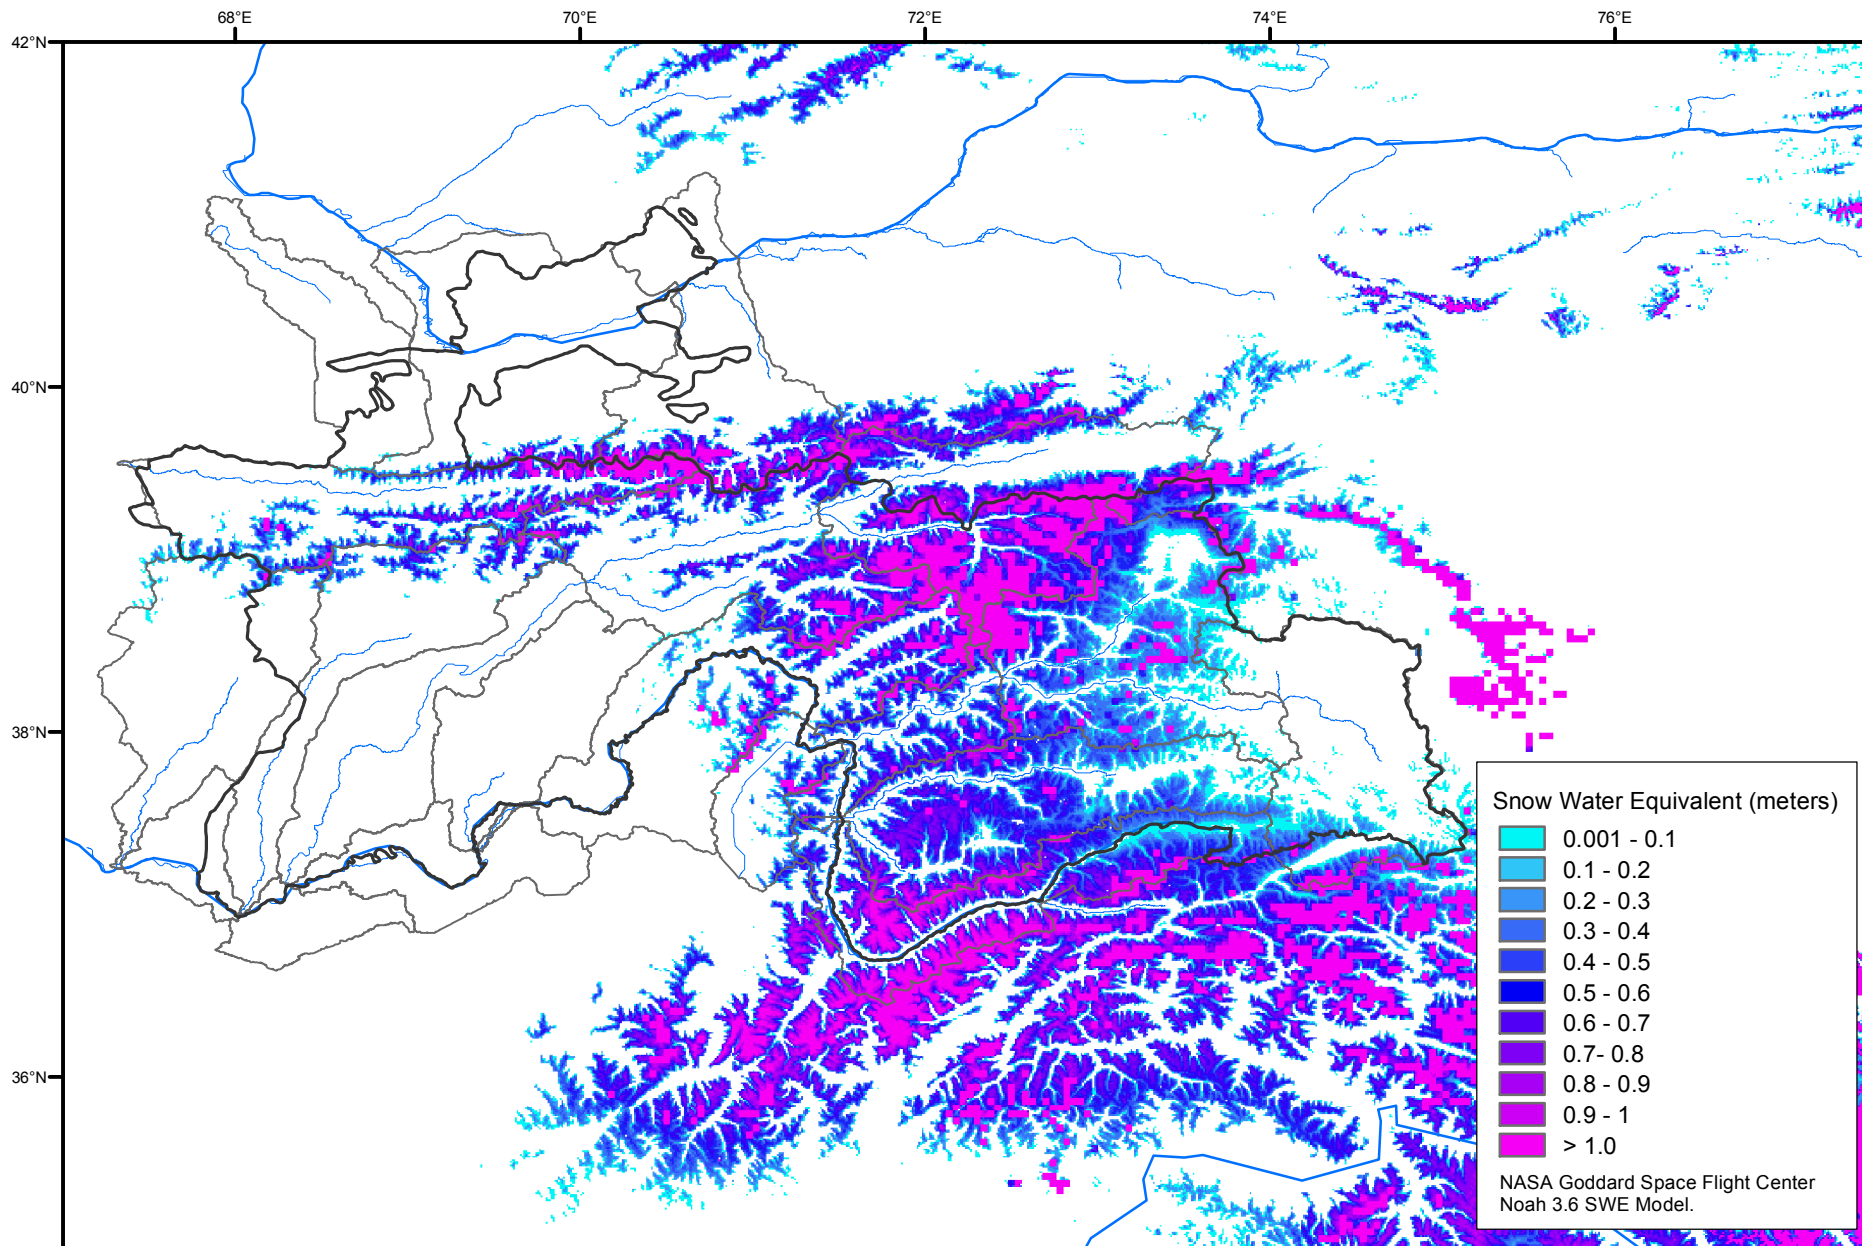 68°E 70°E 72°E 74°E 76°E
42°N
40°N
38°N
36°N
Snow Water Equivalent (meters)
0.001 - 0.1
0.1 - 0.2
0.2 - 0.3
0.3 - 0.4
0.4 - 0.5
0.5 - 0.6
0.6 - 0.7
0.7- 0.8
0.8 - 0.9
0.9 - 1
> 1.0
NASA Goddard Space Flight Center
Noah 3.6 SWE Model.